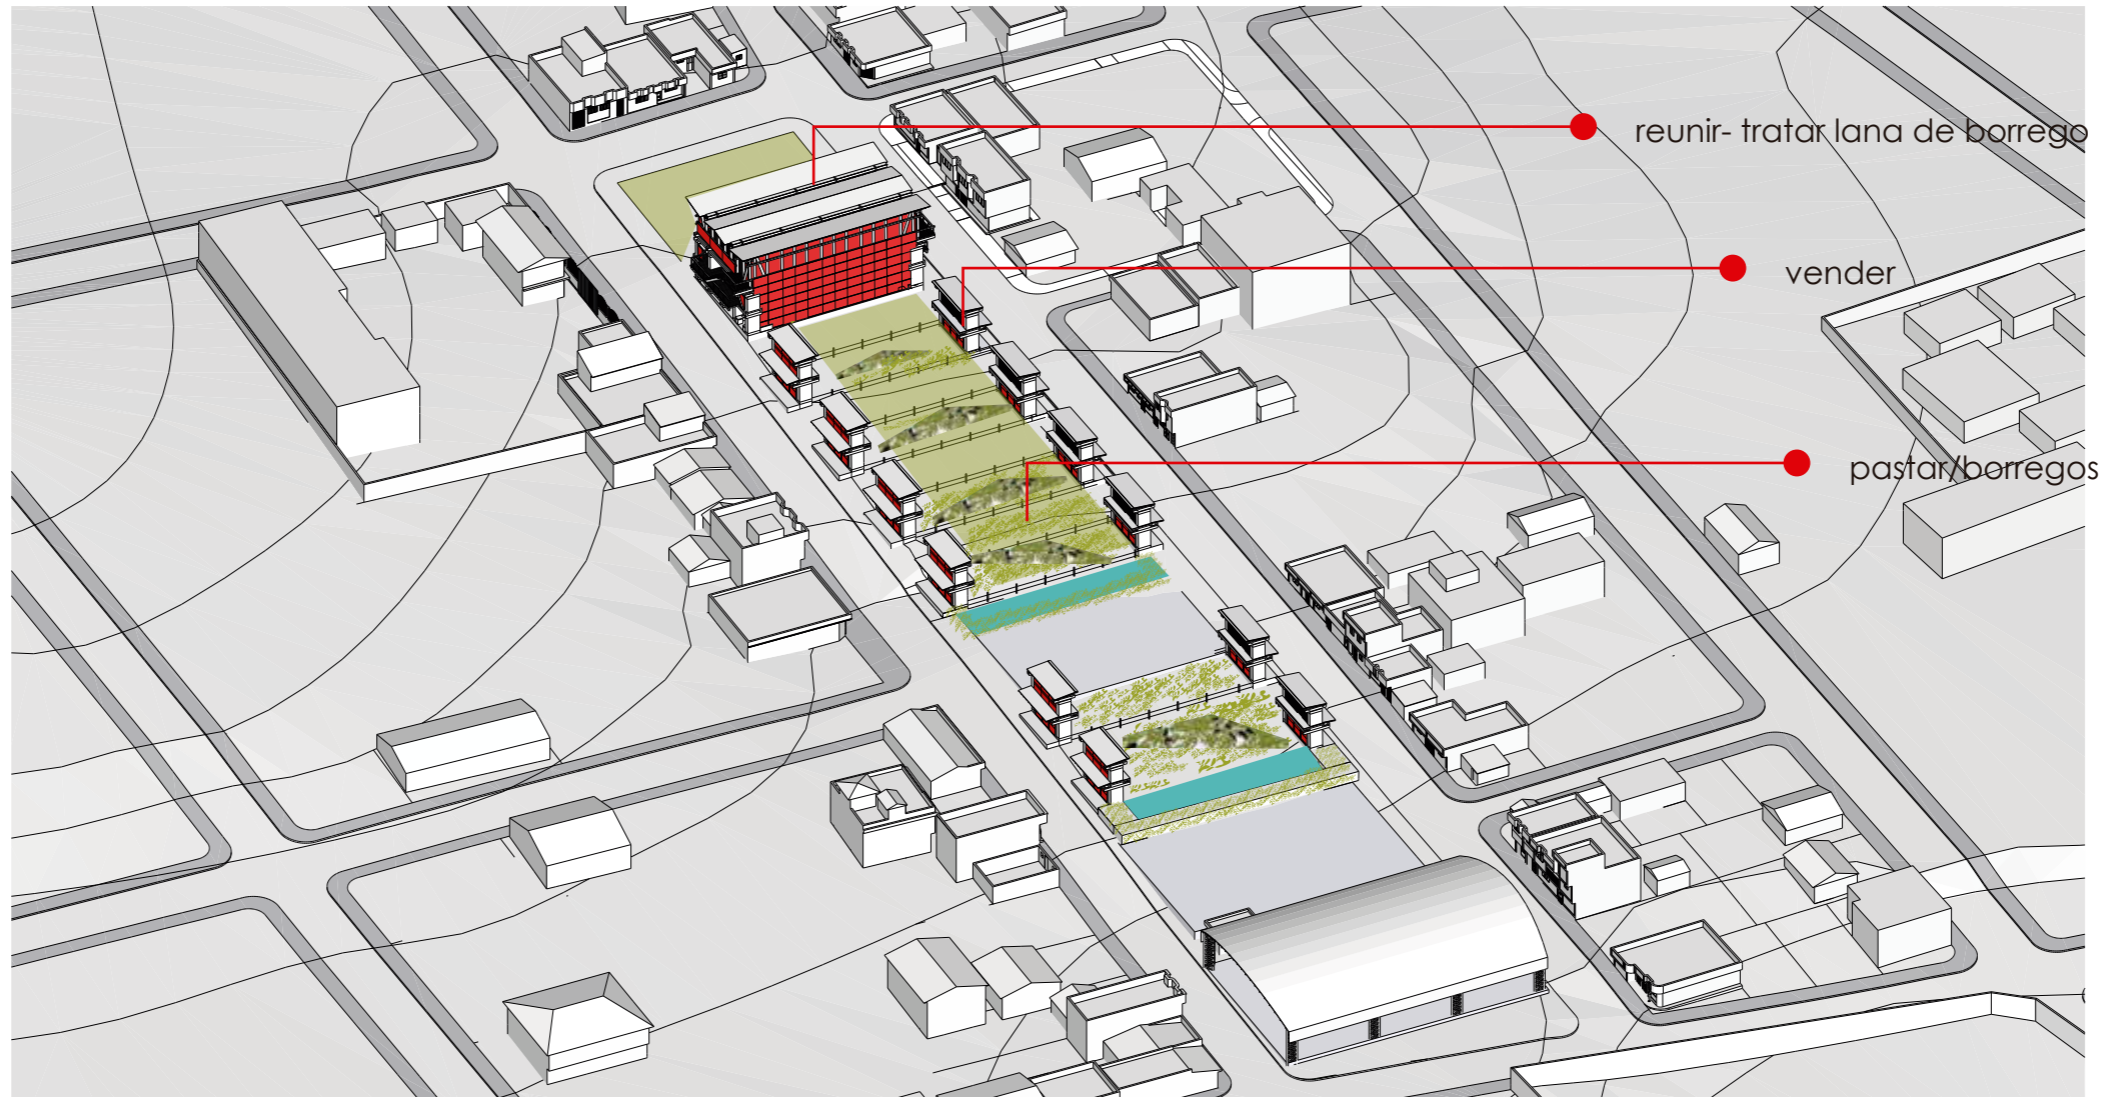 reunir- tratar lana de borrego
vender
pastar/borregos